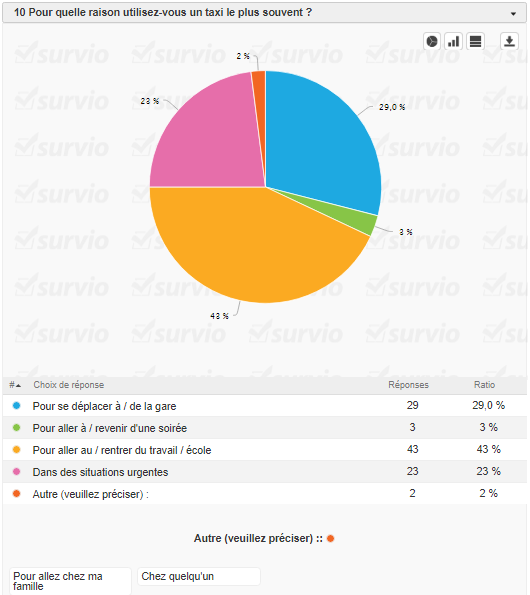 10 Pour quelle raison utilisez-vous un taxi le plus souvent ?
survio
2 %
23 %
29,0 %
3 %
43 %
# Choix de réponse Réponses Ratio
Pour se déplacer à / de la gare 29 29,0 %
Pour aller à / revenir d'une soirée 3 3 %
Pour aller au / rentrer du travail / école 43 43 %
Dans des situations urgentes 23 23 %
Autre (veuillez préciser) : 2 2 %
Autre (veuillez préciser) ::
Pour allez chez ma
famille
Chez quelqu'un